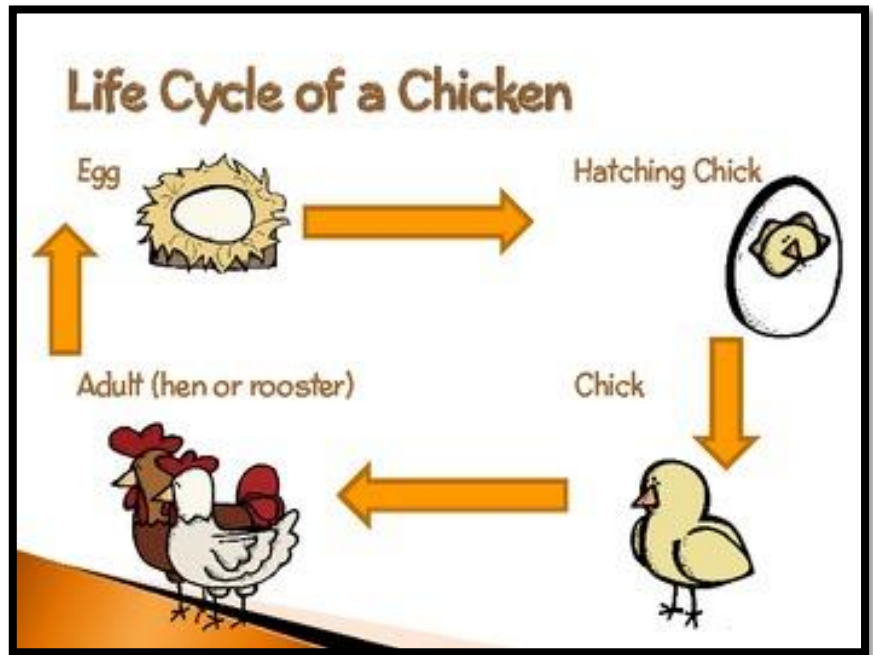 Life Cycle of a Chicken
Egg
Hatching Chick
Adult (hen or rooster)
Chick